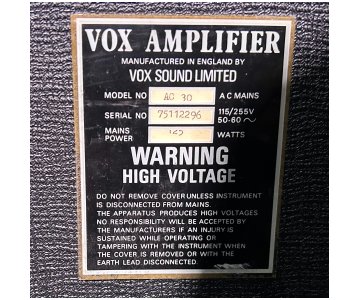 VOX AMPLIFIER
MANUFACTURED IN ENGLAND BY
VOX SOUND LIMITED
MODEL NO AC 30 A C MAINS
SERIAL NO 75112296 115/255V
50-60 ~
MAINS POWER WATTS
WARNING
HIGH VOLTAGE
DO NOT REMOVE COVER UNLESS INSTRUMENT
IS DISCONNECTED FROM MAINS.
THE APPARATUS PRODUCES HIGH VOLTAGES
NO RESPONSIBILITY WILL BE ACCEPTED BY
THE MANUFACTURERS IF AN INJURY IS
SUSTAINED WHILE OPERATING OR
TAMPERING WITH THE INSTRUMENT WHEN
THE COVER IS REMOVED OR WITH THE
EARTH LEAD DISCONNECTED.